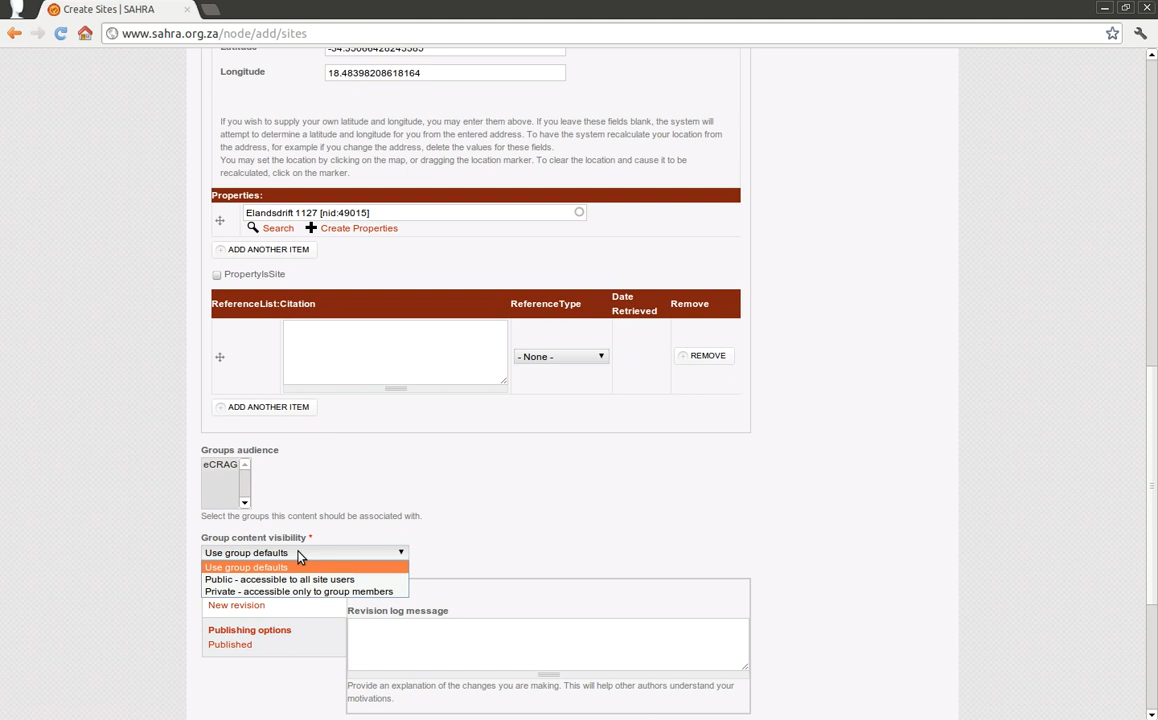 Create Sites | SAHRA
www.sahra.org.za/node/add/sites
Latitude
-34.35066428243383
Longitude
18.48398208618164
If you wish to supply your own latitude and longitude, you may enter them above. If you leave these fields blank, the system will
attempt to determine a latitude and longitude for you from the entered address. To have the system recalculate your location from
the address, for example if you change the address, delete the values for these fields.
You may set the location by clicking on the map, or dragging the location marker. To clear the location and cause it to be
recalculated, click on the marker.
Properties:
Elandsdrift 1127 [nid:49015]
Search Create Properties
ADD ANOTHER ITEM
PropertyIsSite
ReferenceList:Citation ReferenceType Date Retrieved Remove
- None - REMOVE
ADD ANOTHER ITEM
Groups audience
eCRAG
Select the groups this content should be associated with.
Group content visibility *
Use group defaults
Use group defaults
Public - accessible to all site users
Private - accessible only to group members
New revision
Revision log message
Publishing options
Published
Provide an explanation of the changes you are making. This will help other authors understand your
motivations.